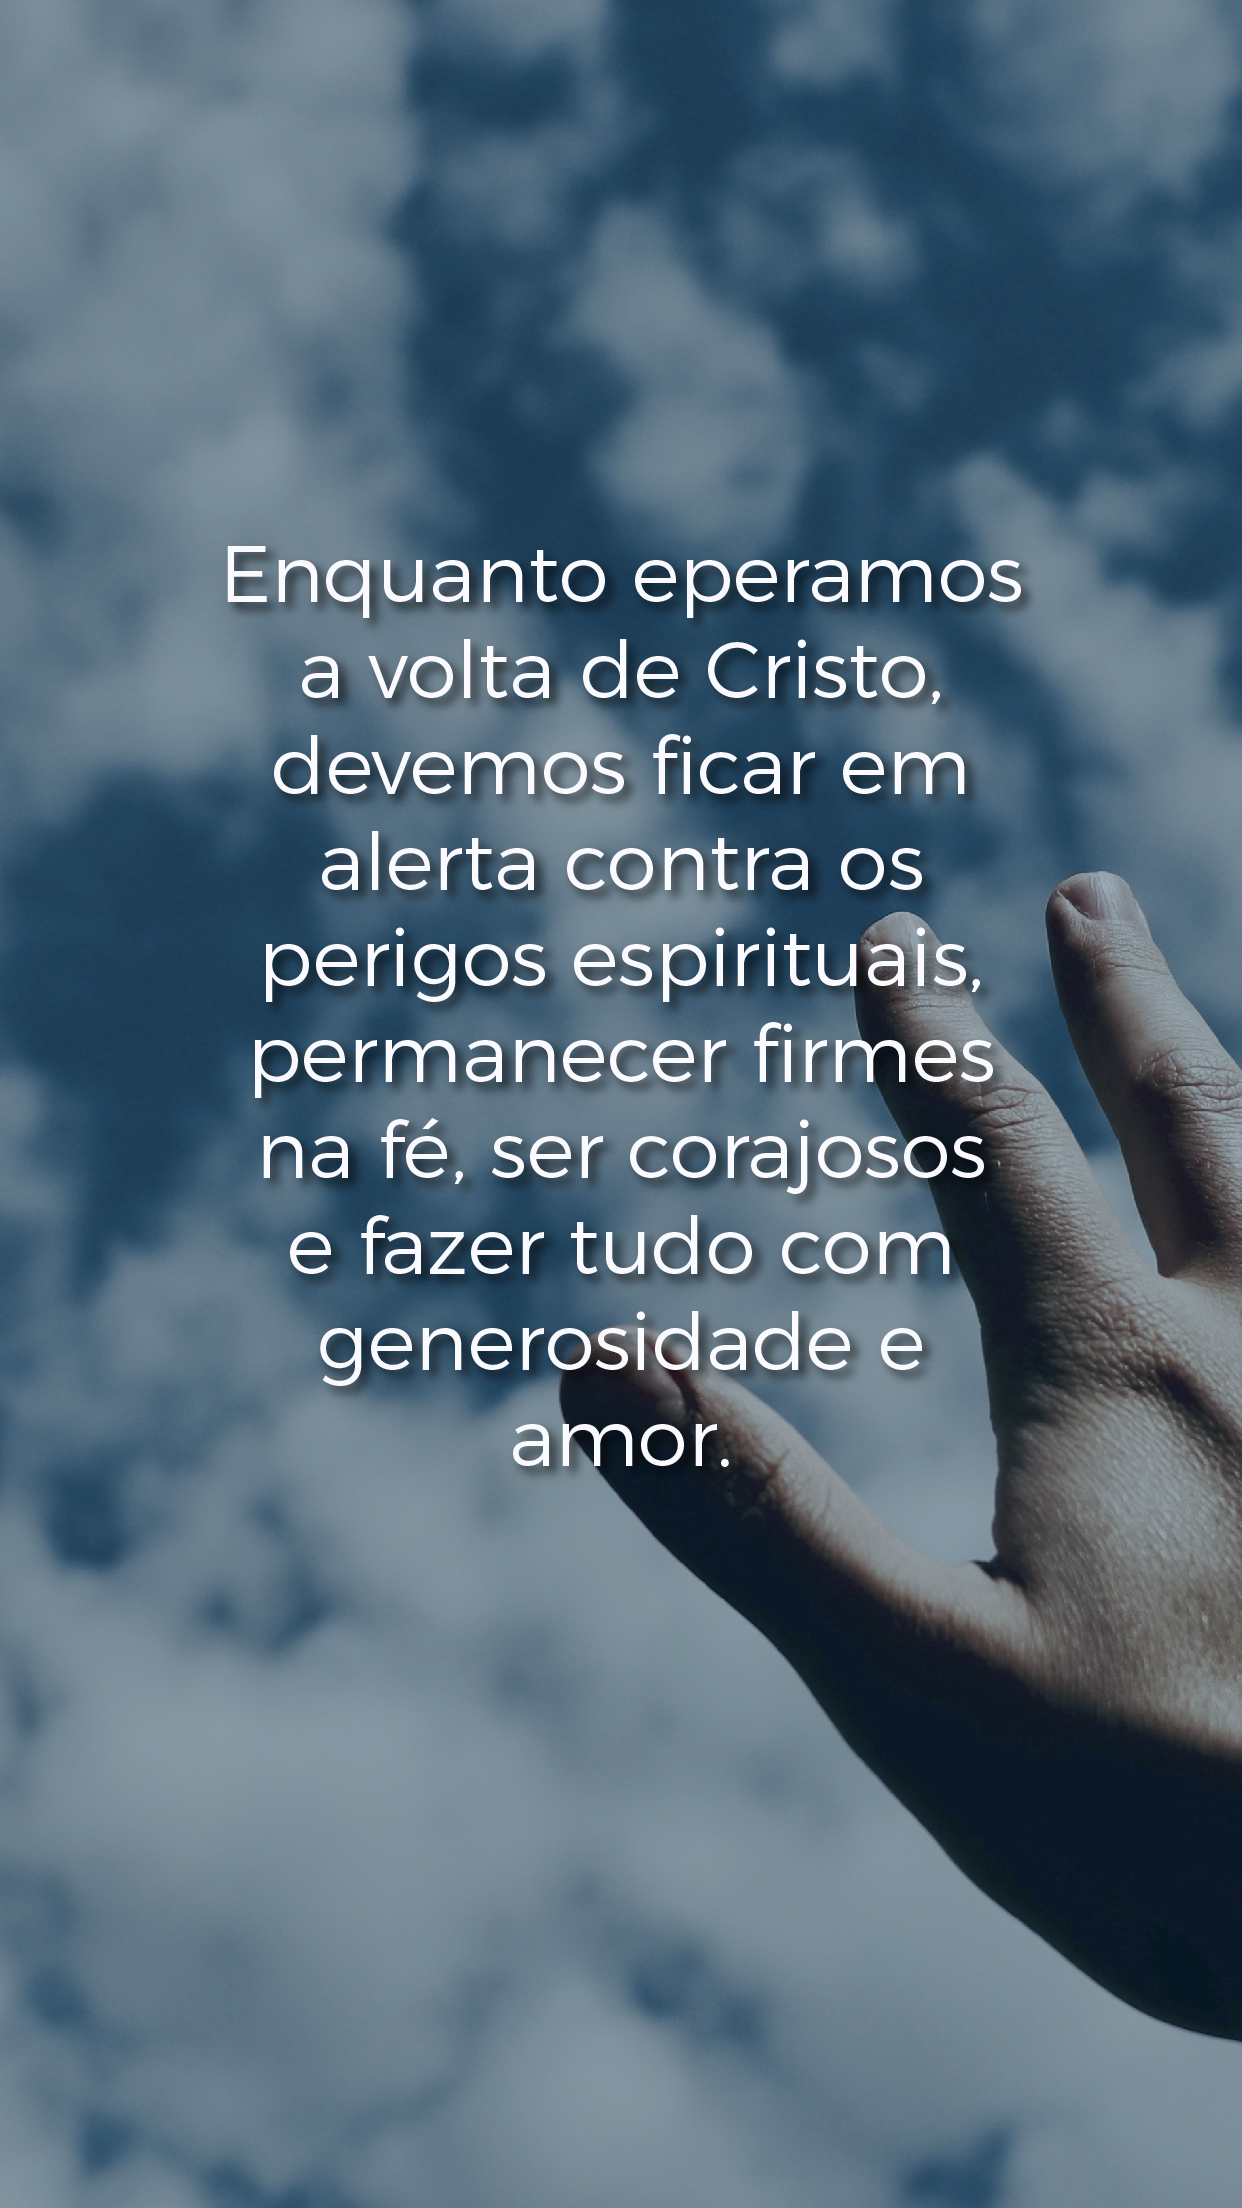 Enquanto eperamos
a volta de Cristo,
devemos ficar em
alerta contra os
perigos espirituais,
permanecer firmes
na fé, ser corajosos
e fazer tudo com
generosidade e
amor.